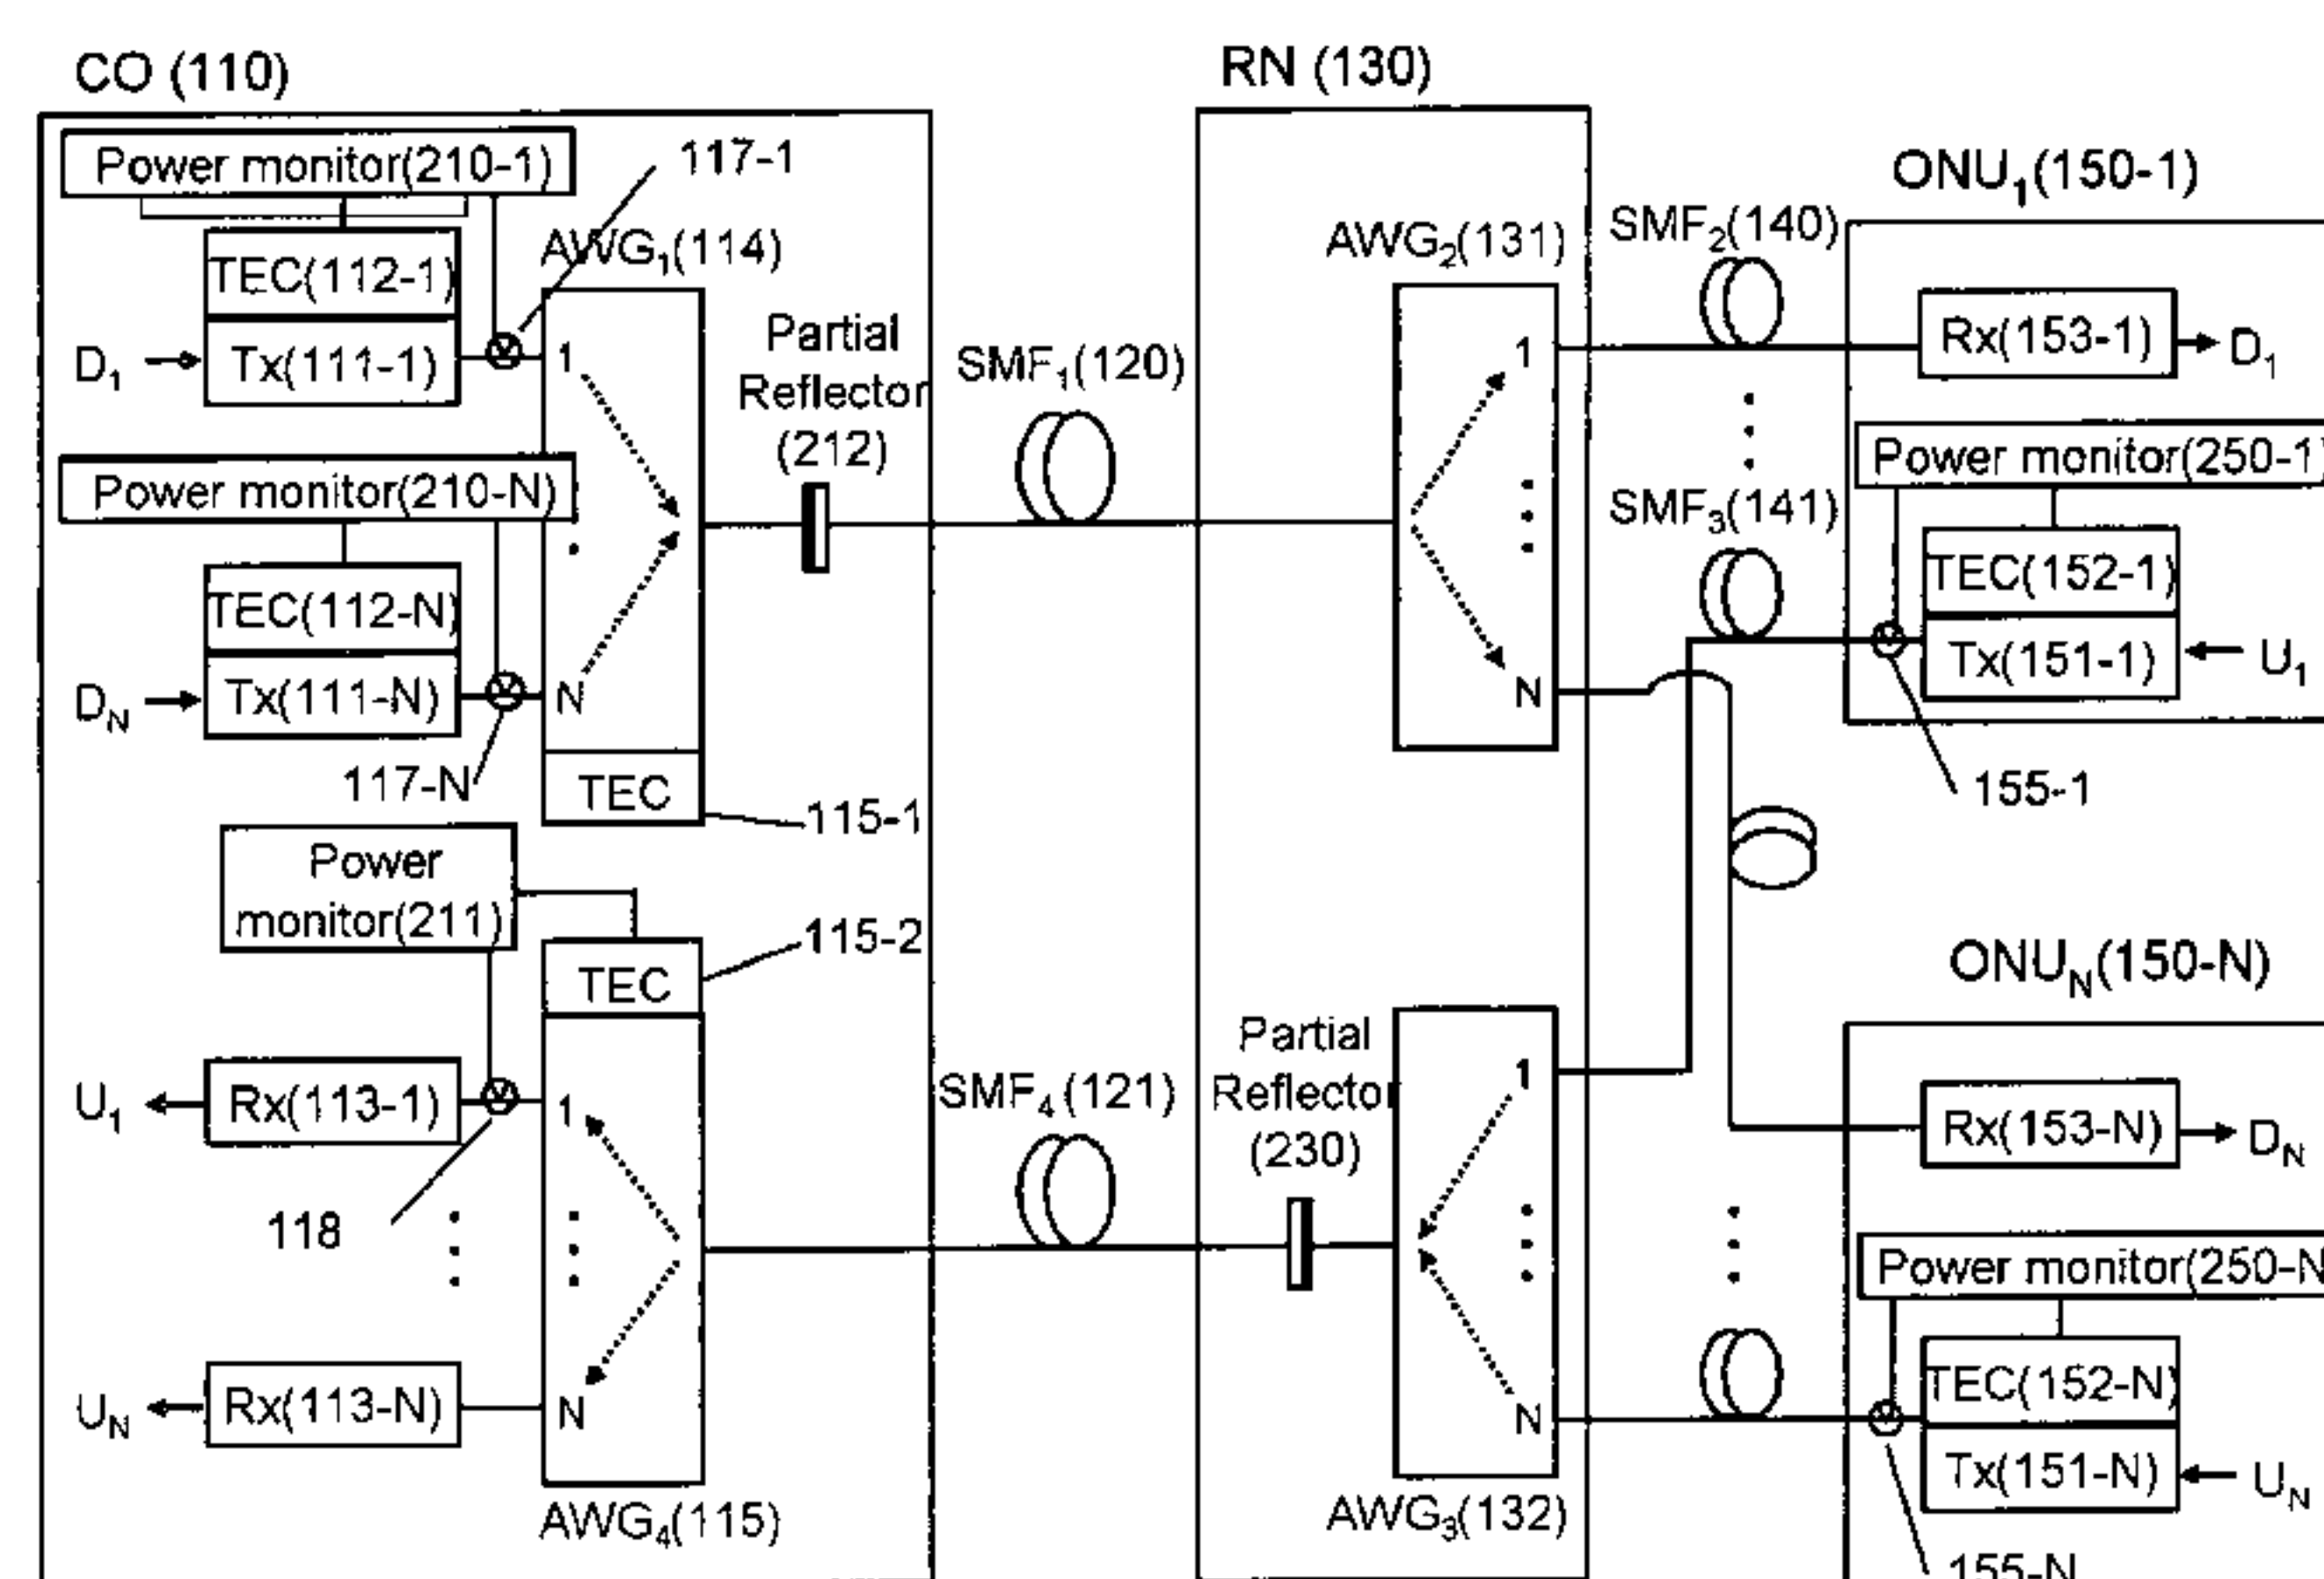 CO (110)
Power monitor(210-1)
117-1
AWG₁(114)
TEC(112-1)
D₁
Tx(111-1)
1
Partial
Reflector
(212)
Power monitor(210-N)
TEC(112-N)
D_N
Tx(111-N)
N
117-N
TEC
115-1
Power
monitor(211)
115-2
TEC
U₁
Rx(113-1)
1
118
U_N
Rx(113-N)
N
AWG₄(115)
SMF₁(120)
SMF₄(121)
RN (130)
AWG₂(131)
1
N
Partial
Reflector
(230)
1
N
AWG₃(132)
SMF₂(140)
SMF₃(141)
ONU₁(150-1)
Rx(153-1)
D₁
Power monitor(250-1)
TEC(152-1)
Tx(151-1)
U₁
155-1
ONU_N(150-N)
Rx(153-N)
D_N
Power monitor(250-N
TEC(152-N)
Tx(151-N)
U_N
155-N